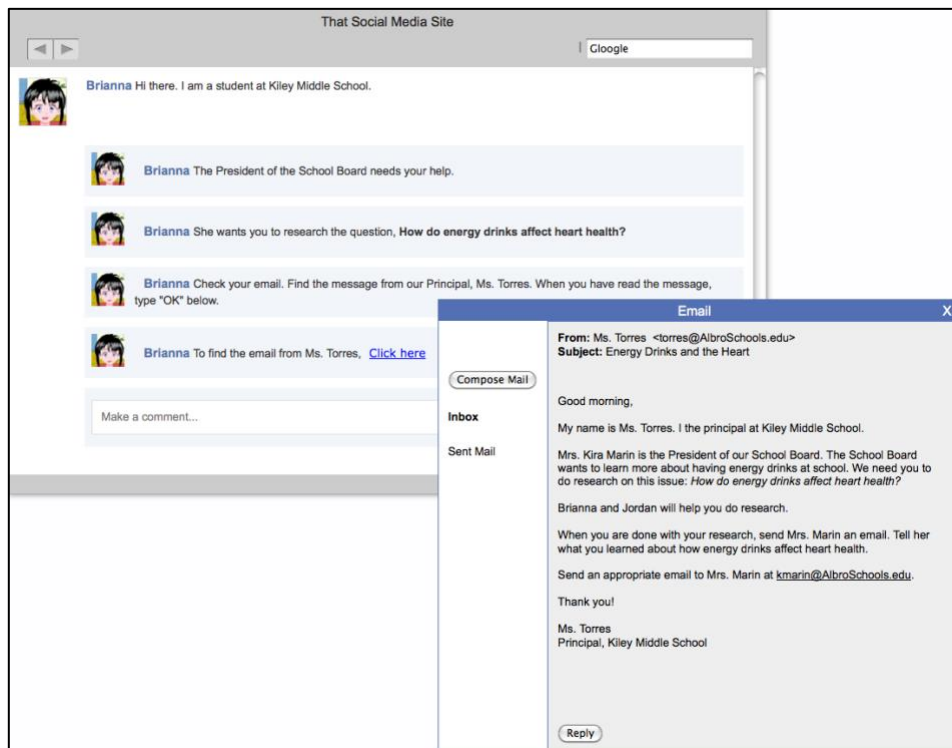 That Social Media Site
Gloogle
Brianna Hi there. I am a student at Kiley Middle School.
Brianna The President of the School Board needs your help.
Brianna She wants you to research the question, How do energy drinks affect heart health?
Brianna Check your email. Find the message from our Principal, Ms. Torres. When you have read the message,
type "OK" below.
Brianna To find the email from Ms. Torres, Click here
Make a comment...
Email X
Compose Mail
Inbox
Sent Mail
From: Ms. Torres <torres@AlbroSchools.edu>
Subject: Energy Drinks and the Heart
Good morning,
My name is Ms. Torres. I the principal at Kiley Middle School.
Mrs. Kira Marin is the President of our School Board. The School Board
wants to learn more about having energy drinks at school. We need you to
do research on this issue: How do energy drinks affect heart health?
Brianna and Jordan will help you do research.
When you are done with your research, send Mrs. Marin an email. Tell her
what you learned about how energy drinks affect heart health.
Send an appropriate email to Mrs. Marin at kmarin@AlbroSchools.edu.
Thank you!
Ms. Torres
Principal, Kiley Middle School
Reply